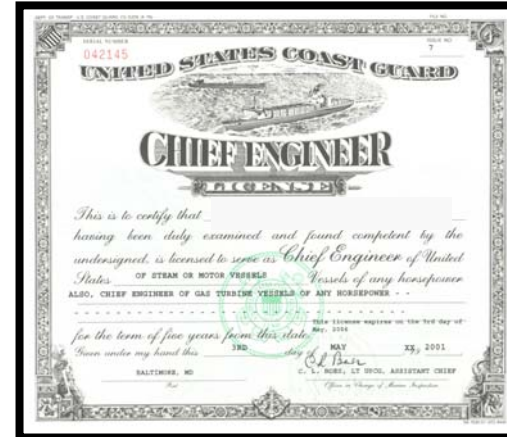 SERIAL NUMBER
042145
ISSUE NO.
7
UNITED STATES COAST GUARD
CHIEF ENGINEER
LICENSE
This is to certify that
having been duly examined and found competent by the
undersigned, is licensed to serve as Chief Engineer of United
States OF STEAM OR MOTOR VESSELS Vessels of any horsepower
ALSO, CHIEF ENGINEER OF GAS TURBINE VESSELS OF ANY HORSEPOWER - -
This license expires on the 3rd day of
May, 2006
for the term of five years from this date.
Given under my hand this 3RD day of MAY XX, 2001
BALTIMORE, MD
Port
C. L. ROES, LT USCG, ASSISTANT CHIEF
Officer in Charge of Marine Inspection